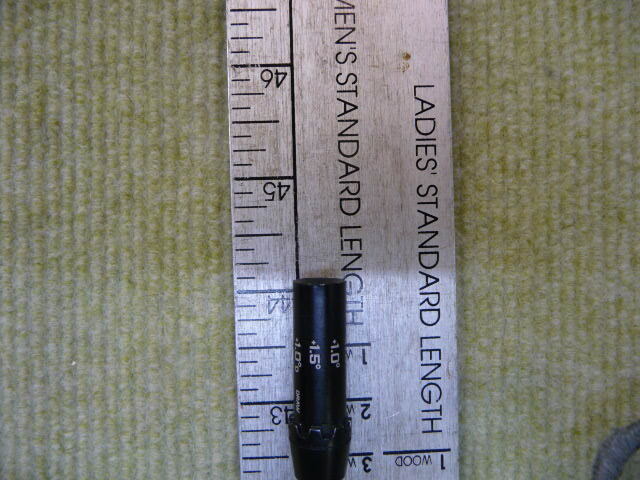 46
45
44
43
MEN'S STANDARD LENGTH
LADIES' STANDARD LENGTH
1 W
2 W
3 W
1 WOOD
+1.0°
+1.5°
+1.0°
DRAW